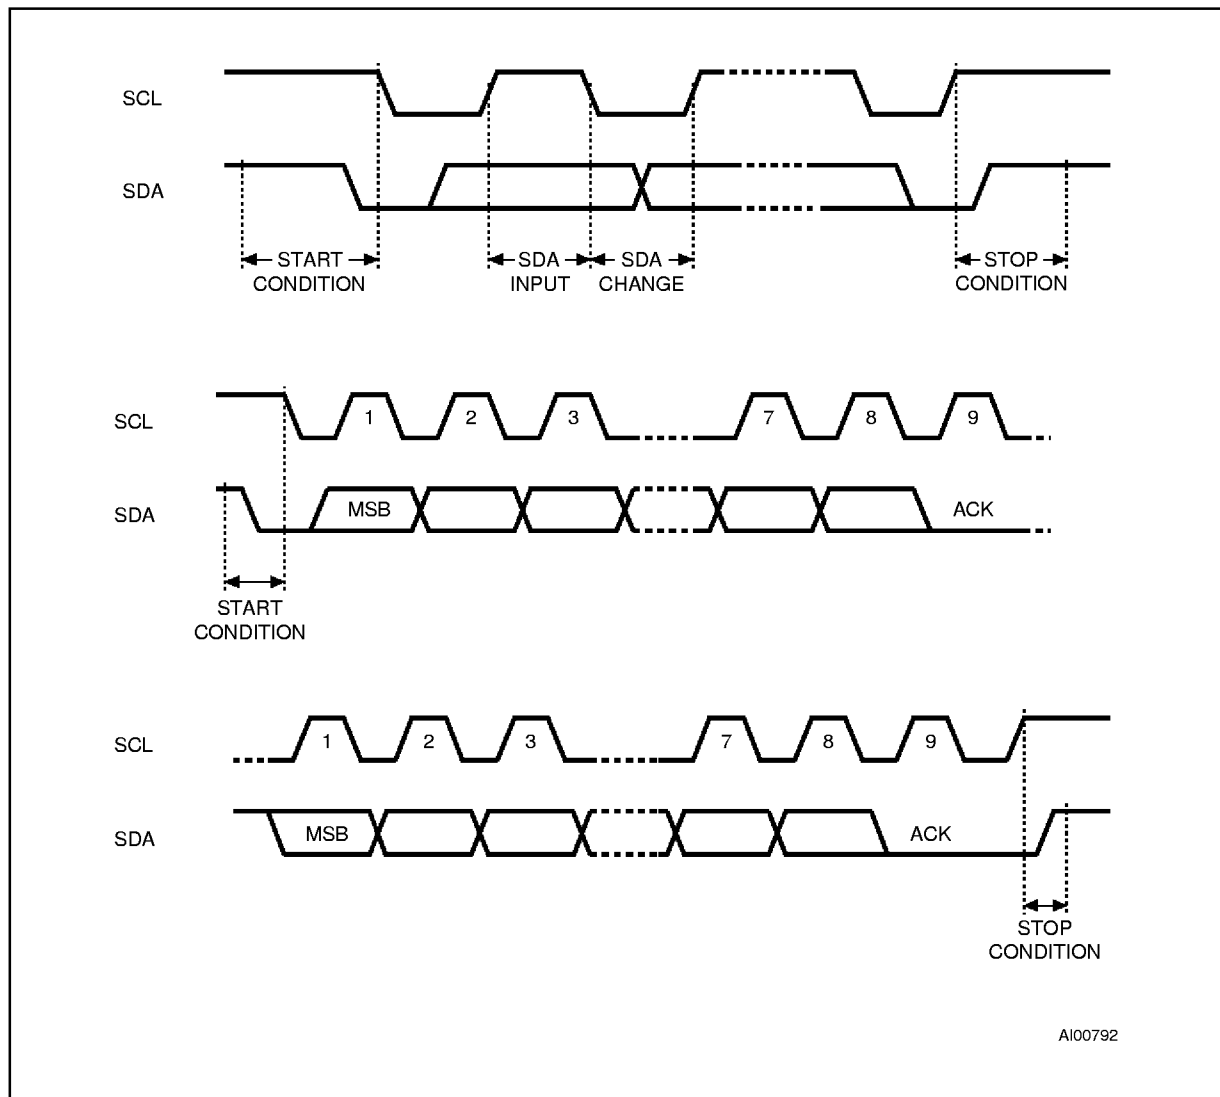 SCL
SDA
START
CONDITION
SDA
INPUT
SDA
CHANGE
STOP
CONDITION
SCL
1 2 3 7 8 9
SDA
MSB ACK
START
CONDITION
SCL
1 2 3 7 8 9
SDA
MSB ACK
STOP
CONDITION
AI00792